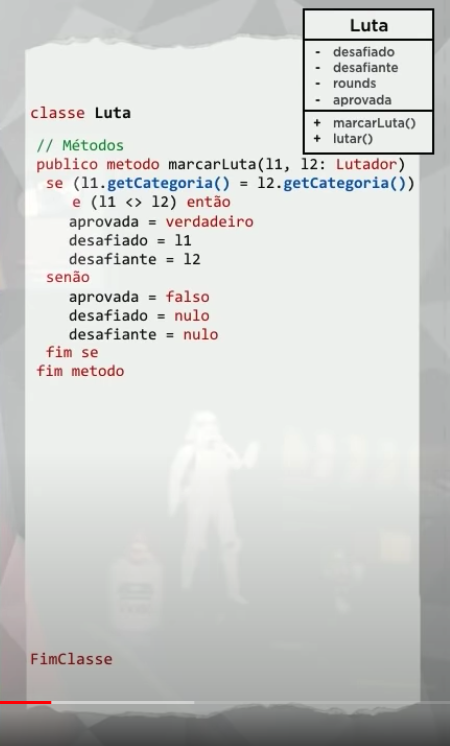 Luta
- desafiado
- desafiante
- rounds
- aprovada
+ marcarLuta()
+ lutar()
classe Luta
// Métodos
publico metodo marcarLuta(l1, l2: Lutador)
se (l1.getCategoria() = l2.getCategoria())
e (l1 <> l2) então
aprovada = verdadeiro
desafiado = l1
desafiante = l2
senão
aprovada = falso
desafiado = nulo
desafiante = nulo
fim se
fim metodo
FimClasse